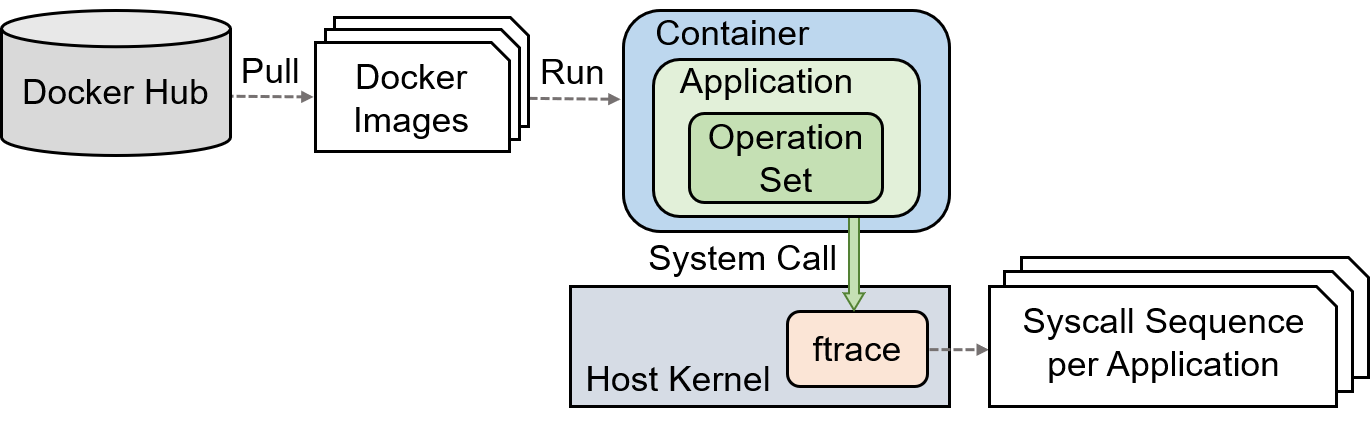 Docker Hub
Pull
Docker
Images
Run
Container
Application
Operation
Set
System Call
Host Kernel
ftrace
Syscall Sequence
per Application